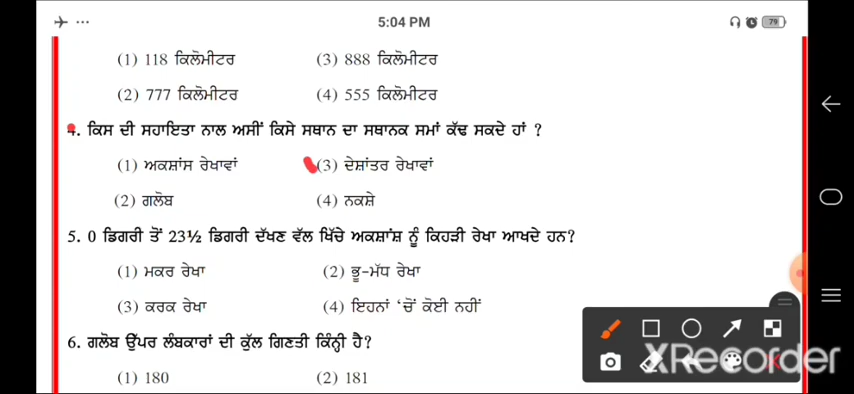 5:04 PM
79
(1) 118 ਕਿਲੋਮੀਟਰ (3) 888 ਕਿਲੋਮੀਟਰ
(2) 777 ਕਿਲੋਮੀਟਰ (4) 555 ਕਿਲੋਮੀਟਰ
4. ਕਿਸ ਦੀ ਸਹਾਇਤਾ ਨਾਲ ਅਸੀਂ ਕਿਸੇ ਸਥਾਨ ਦਾ ਸਥਾਨਕ ਸਮਾਂ ਕੱਢ ਸਕਦੇ ਹਾਂ ?
(1) ਅਕਸ਼ਾਂਸ ਰੇਖਾਵਾਂ (3) ਦੇਸ਼ਾਂਤਰ ਰੇਖਾਵਾਂ
(2) ਗਲੋਬ (4) ਨਕਸ਼ੇ
5. 0 ਡਿਗਰੀ ਤੋਂ 23½ ਡਿਗਰੀ ਦੱਖਣ ਵੱਲ ਖਿੱਚੇ ਅਕਸ਼ਾਂਸ਼ ਨੂੰ ਕਿਹੜੀ ਰੇਖਾ ਆਖਦੇ ਹਨ?
(1) ਮਕਰ ਰੇਖਾ (2) ਭੂ-ਮੱਧ ਰੇਖਾ
(3) ਕਰਕ ਰੇਖਾ (4) ਇਹਨਾਂ ‘ਚੋਂ ਕੋਈ ਨਹੀਂ
6. ਗਲੋਬ ਉੱਪਰ ਲੰਬਕਾਰਾਂ ਦੀ ਕੁੱਲ ਗਿਣਤੀ ਕਿੰਨ੍ਹੀ ਹੈ?
(1) 180 (2) 181
XRecorder